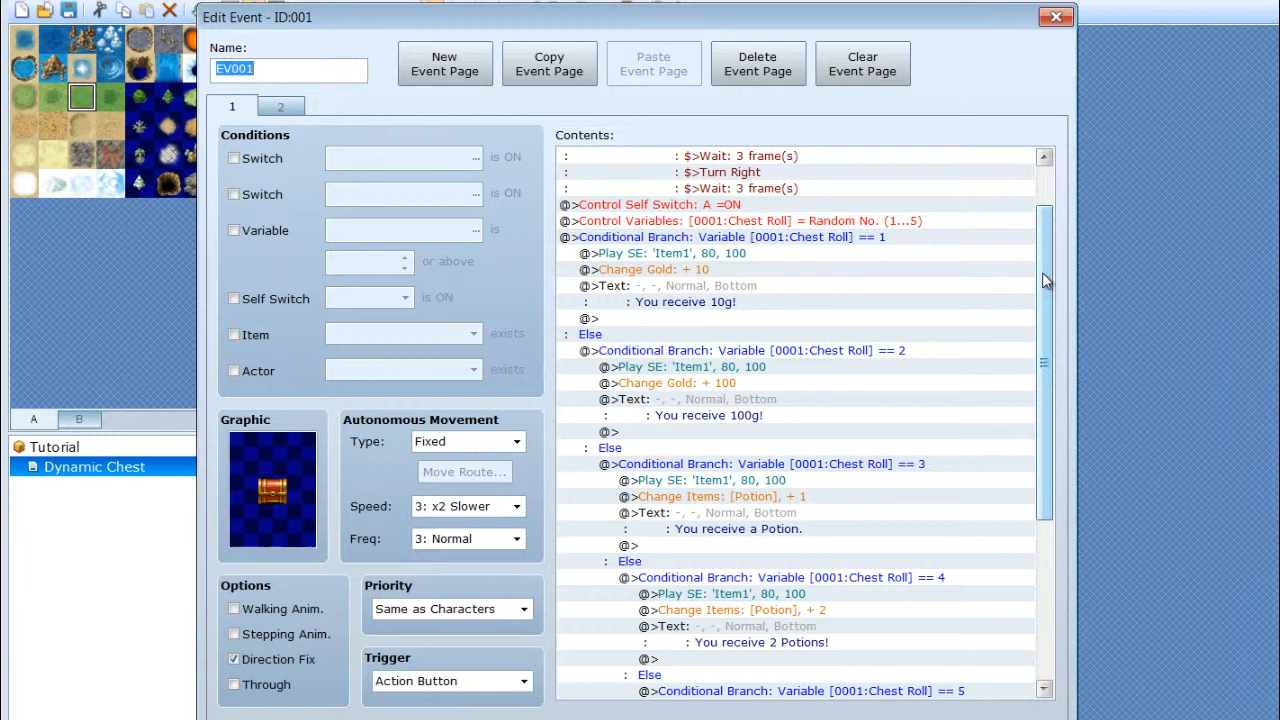 Edit Event - ID:001
Name:
EV001
New Event Page
Copy Event Page
Paste Event Page
Delete Event Page
Clear Event Page
1
2
Conditions
Switch
... is ON
Switch
... is ON
Variable
... is
or above
Self Switch
is ON
Item
exists
Actor
exists
Graphic
Autonomous Movement
Type: Fixed
Move Route...
Speed: 3: x2 Slower
Freq: 3: Normal
Options
Walking Anim.
Stepping Anim.
Direction Fix
Through
Priority
Same as Characters
Trigger
Action Button
Contents:
: : $>Wait: 3 frame(s)
: : $>Turn Right
: : $>Wait: 3 frame(s)
@>Control Self Switch: A =ON
@>Control Variables: [0001:Chest Roll] = Random No. (1...5)
@>Conditional Branch: Variable [0001:Chest Roll] == 1
@>Play SE: 'Item1', 80, 100
@>Change Gold: + 10
@>Text: -, -, Normal, Bottom
: : You receive 10g!
@>
: Else
@>Conditional Branch: Variable [0001:Chest Roll] == 2
@>Play SE: 'Item1', 80, 100
@>Change Gold: + 100
@>Text: -, -, Normal, Bottom
: : You receive 100g!
@>
: Else
@>Conditional Branch: Variable [0001:Chest Roll] == 3
@>Play SE: 'Item1', 80, 100
@>Change Items: [Potion], + 1
@>Text: -, -, Normal, Bottom
: : You receive a Potion.
@>
: Else
@>Conditional Branch: Variable [0001:Chest Roll] == 4
@>Play SE: 'Item1', 80, 100
@>Change Items: [Potion], + 2
@>Text: -, -, Normal, Bottom
: : You receive 2 Potions!
@>
: Else
@>Conditional Branch: Variable [0001:Chest Roll] == 5
A
B
Tutorial
Dynamic Chest